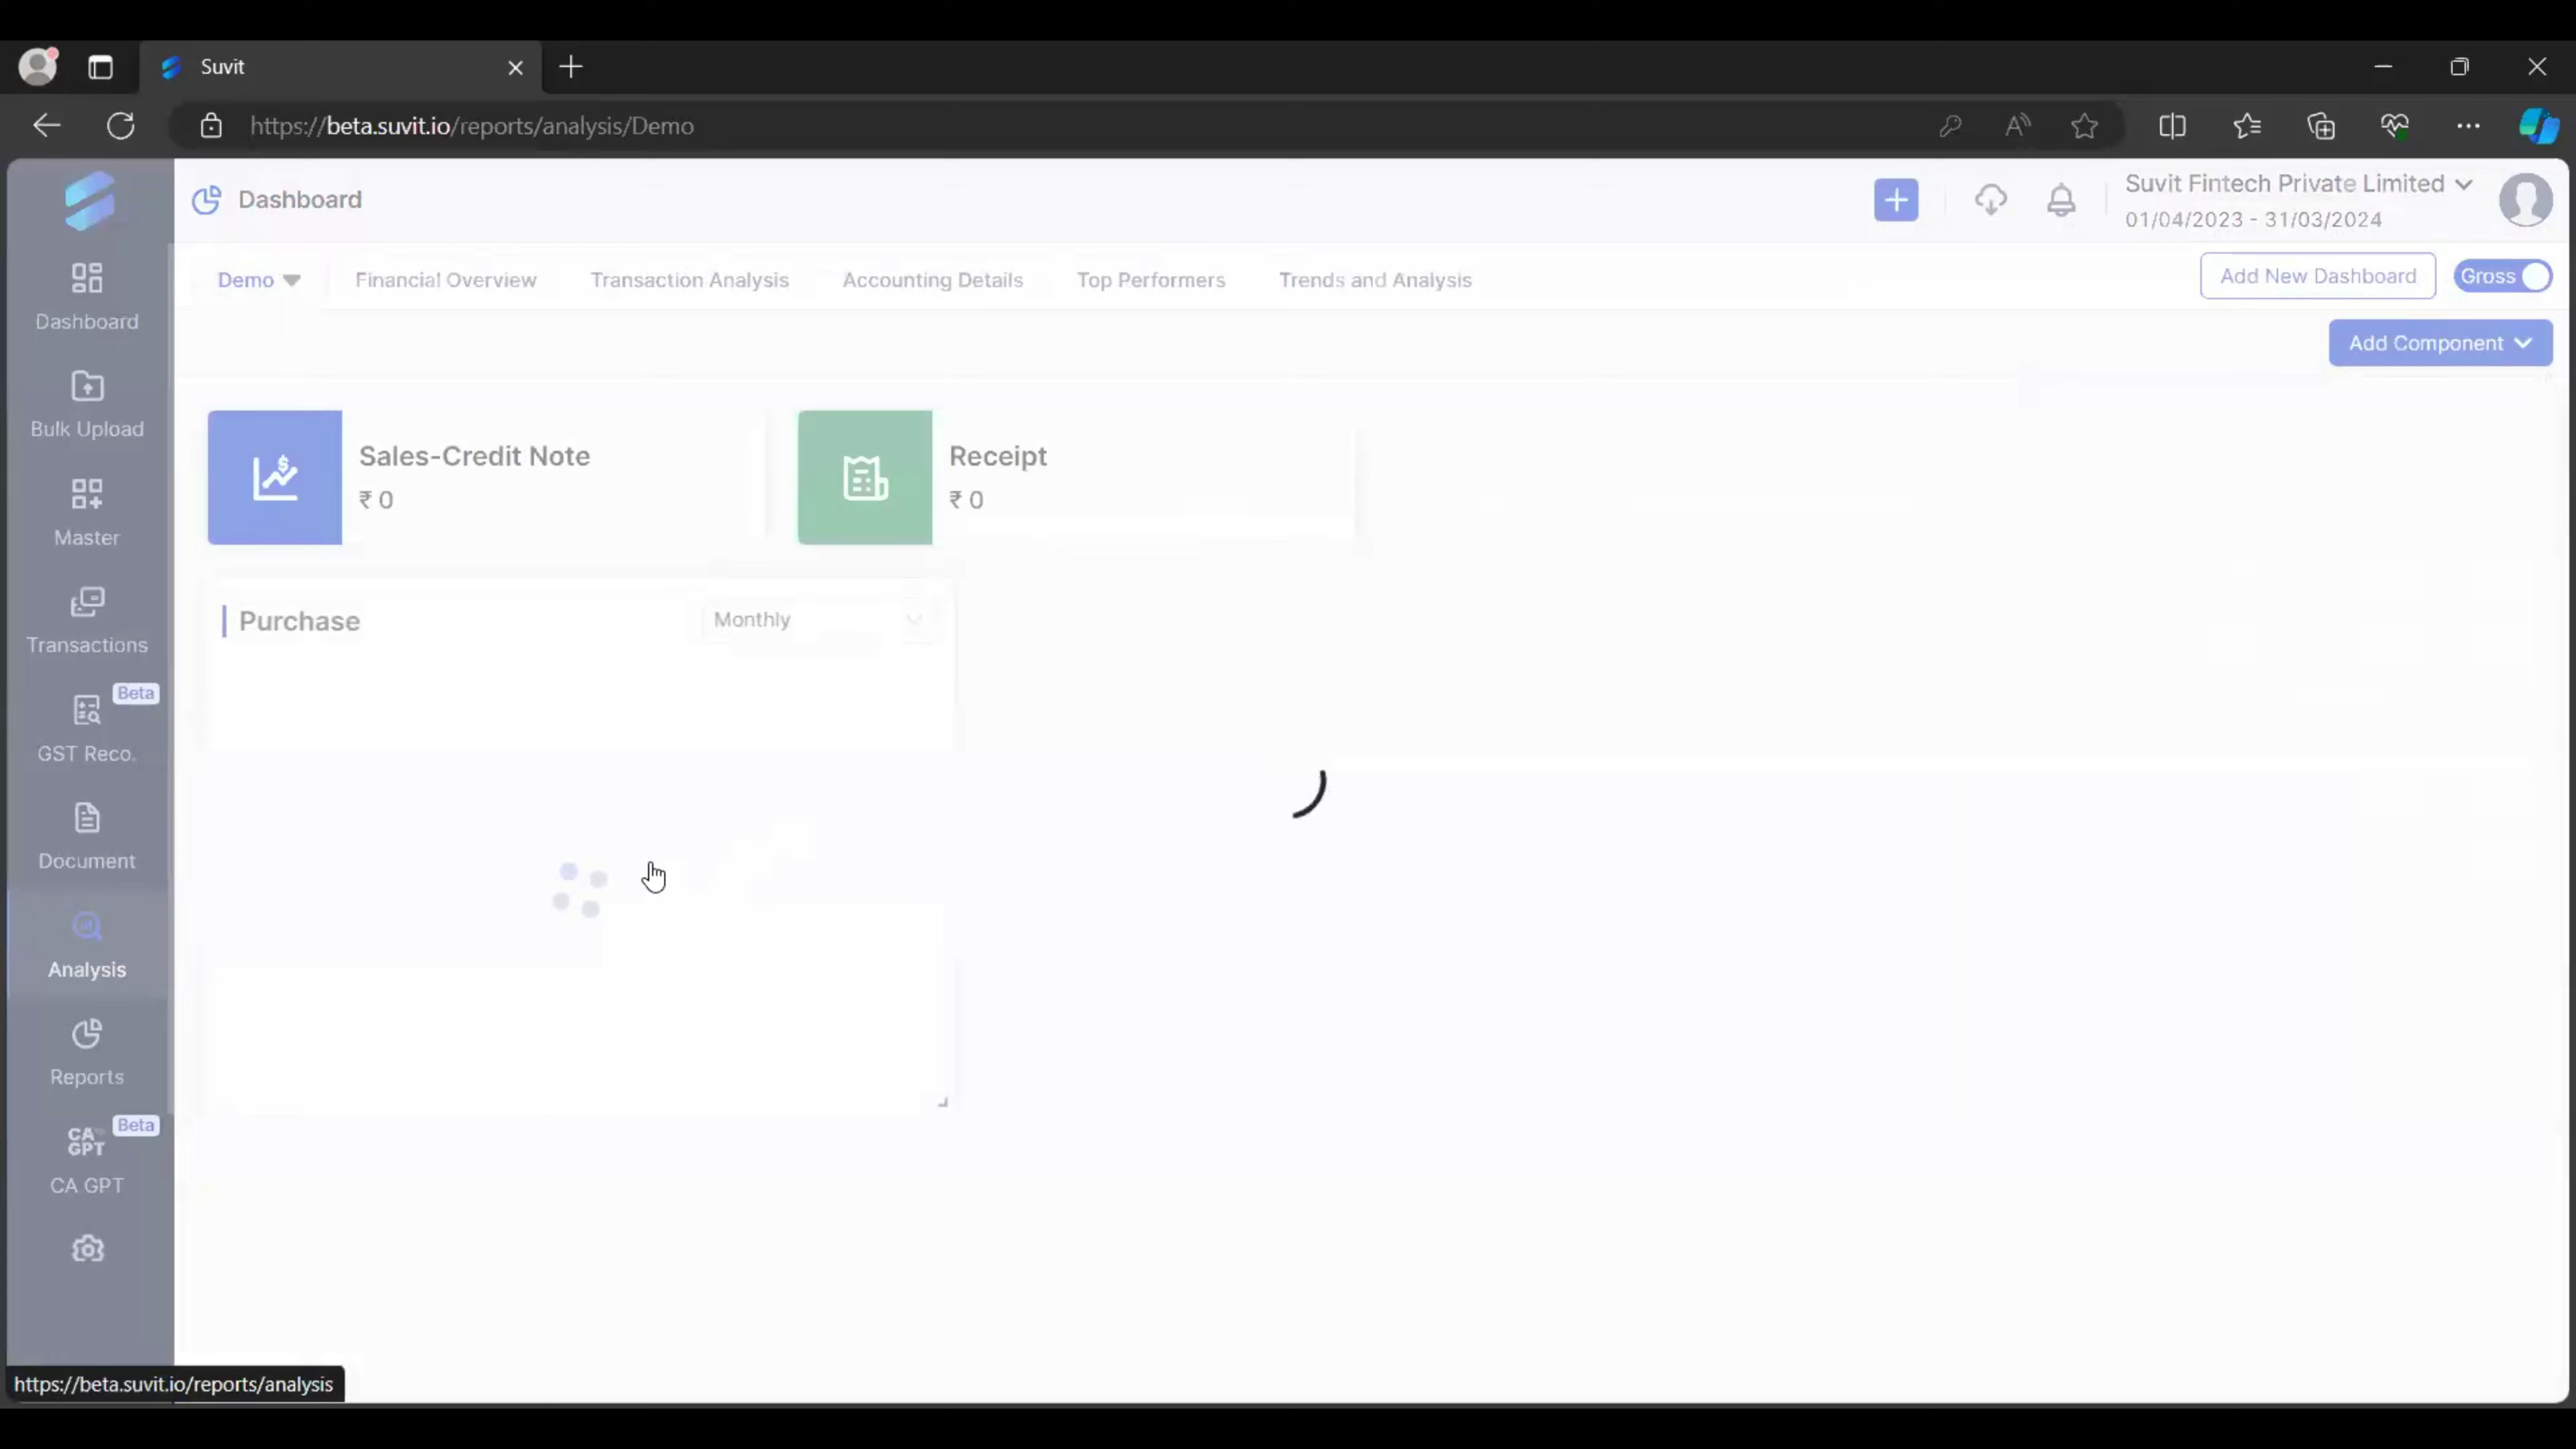 Suvit
https://beta.suvit.io/reports/analysis/Demo
Dashboard
Suvit Fintech Private Limited
01/04/2023 - 31/03/2024
Demo
Financial Overview
Transaction Analysis
Accounting Details
Top Performers
Trends and Analysis
Add New Dashboard
Gross
Add Component
Dashboard
Bulk Upload
Master
Transactions
Beta
GST Reco.
Document
Analysis
Reports
Beta
CA GPT
CA GPT
Sales-Credit Note
₹ 0
Receipt
₹ 0
Purchase
Monthly
https://beta.suvit.io/reports/analysis